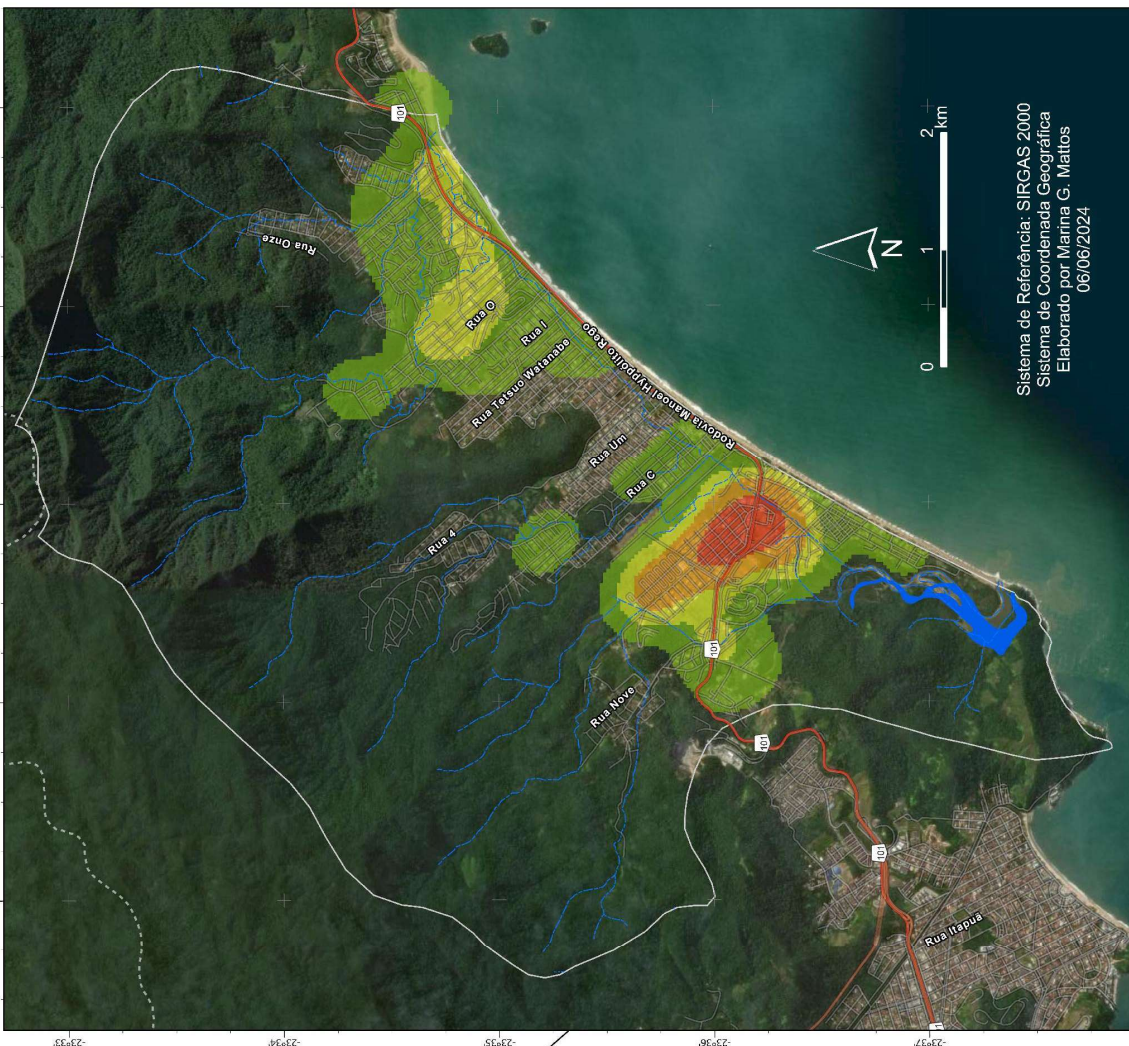 101
Rua Onze
Rua O
Rua I
Rua Tetsuo Watanabe
Rodovia Manoel Hyppolito Rego
Rua Um
Rua C
Rua 4
101
Rua Nove
101
101
Rua Itapuã
1
N
0 1 2 km
Sistema de Referência: SIRGAS 2000
Sistema de Coordenada Geográfica
Elaborado por Marina G. Mattos
06/06/2024
-23°33'
-23°34'
-23°35'
-23°36'
-23°37'